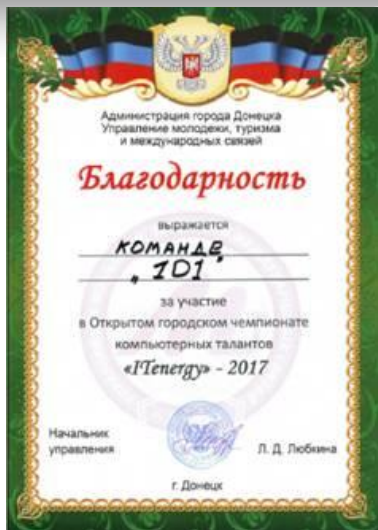 Администрация города Донецка
Управление молодежи, туризма
и международных связей
Благодарность
выражается
КОМАНДЕ
„1D1”
за участие
в Открытом городском чемпионате
компьютерных талантов
«ITenergy» - 2017
Начальник
управления
Л. Д. Любкина
г. Донецк